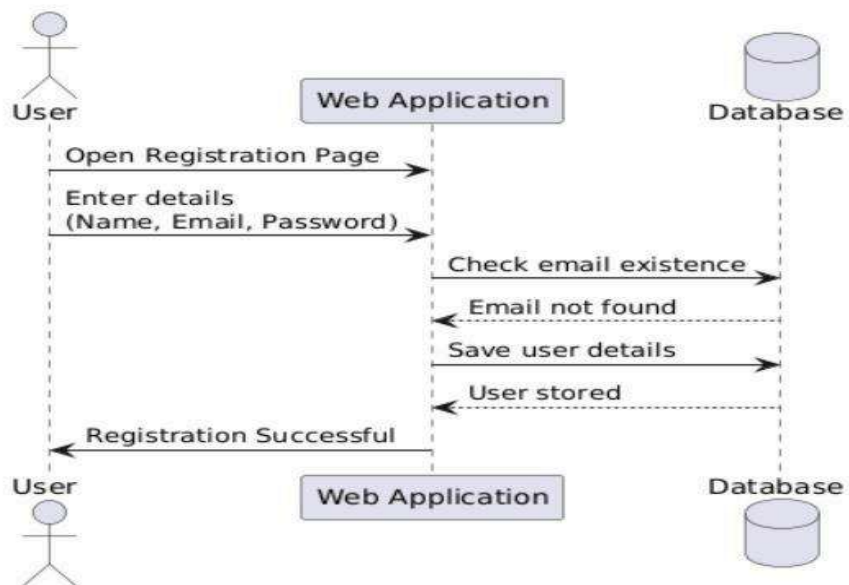 User
Web Application
Database
Open Registration Page
Enter details
(Name, Email, Password)
Check email existence
Email not found
Save user details
User stored
Registration Successful
User
Web Application
Database